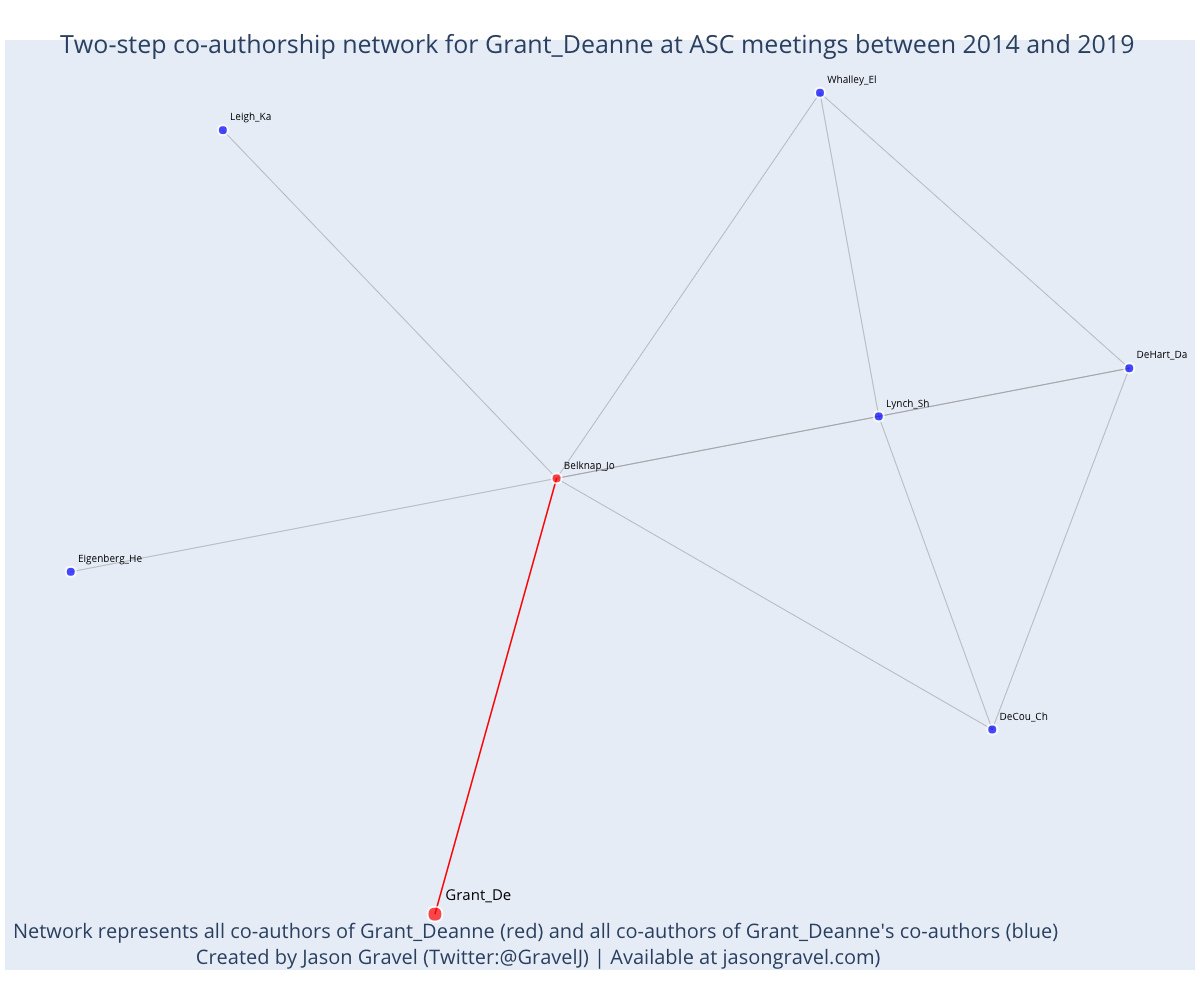 Two-step co-authorship network for Grant_Deanne at ASC meetings between 2014 and 2019
Whalley_El
Leigh_Ka
DeHart_Da
Lynch_Sh
Belknap_Jo
Eigenberg_He
DeCou_Ch
Grant_De
Network represents all co-authors of Grant_Deanne (red) and all co-authors of Grant_Deanne's co-authors (blue)
Created by Jason Gravel (Twitter:@GravelJ) | Available at jasongravel.com)